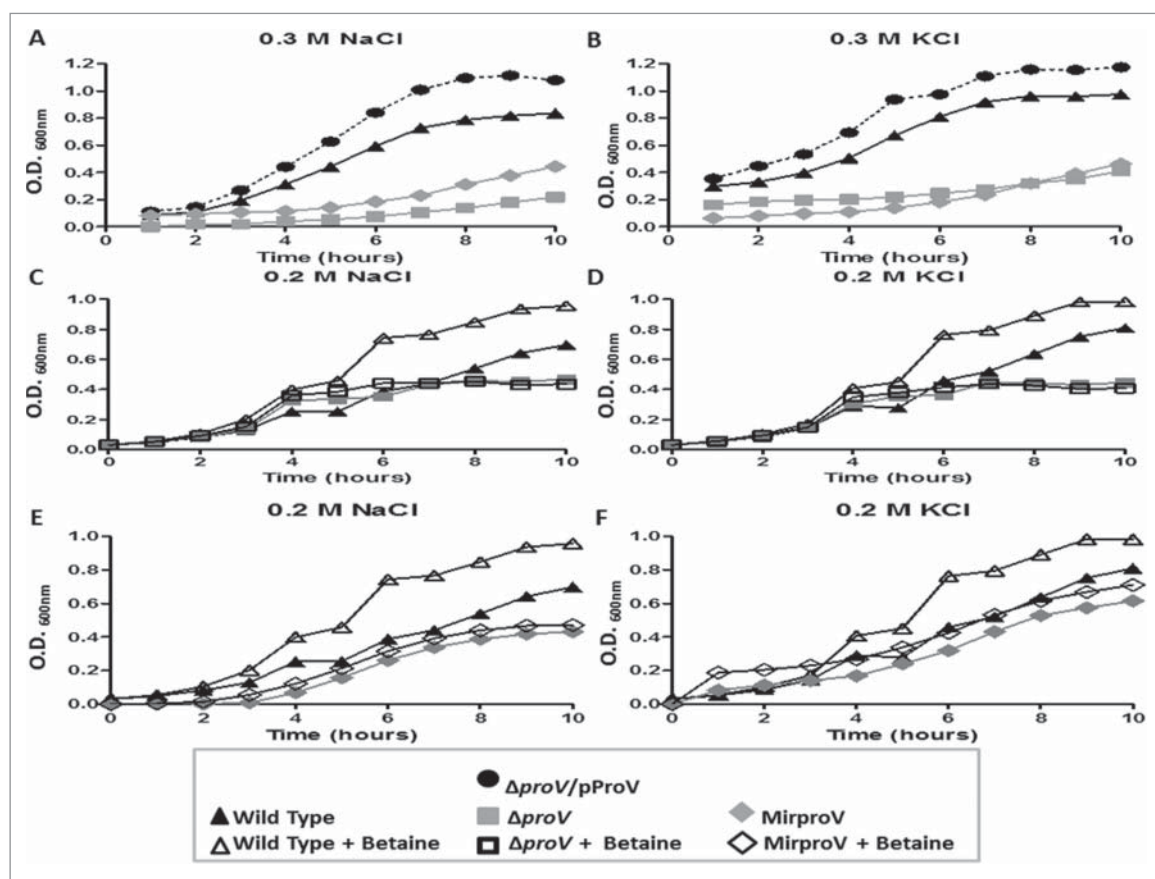 A
0.3 M NaCl
O.D. 600nm
1.2
1.0
0.8
0.6
0.4
0.2
0.0
0 2 4 6 8 10
Time (hours)
B
0.3 M KCl
O.D. 600nm
1.2
1.0
0.8
0.6
0.4
0.2
0.0
0 2 4 6 8 10
Time (hours)
C
0.2 M NaCl
O.D. 600nm
1.0
0.8
0.6
0.4
0.2
0.0
0 2 4 6 8 10
Time (hours)
D
0.2 M KCl
O.D. 600nm
1.0
0.8
0.6
0.4
0.2
0.0
0 2 4 6 8 10
Time (hours)
E
0.2 M NaCl
O.D. 600nm
1.0
0.8
0.6
0.4
0.2
0.0
0 2 4 6 8 10
Time (hours)
F
0.2 M KCl
O.D. 600nm
1.0
0.8
0.6
0.4
0.2
0.0
0 2 4 6 8 10
Time (hours)
ΔproV/pProV
Wild Type ΔproV MirproV
Wild Type + Betaine ΔproV + Betaine MirproV + Betaine